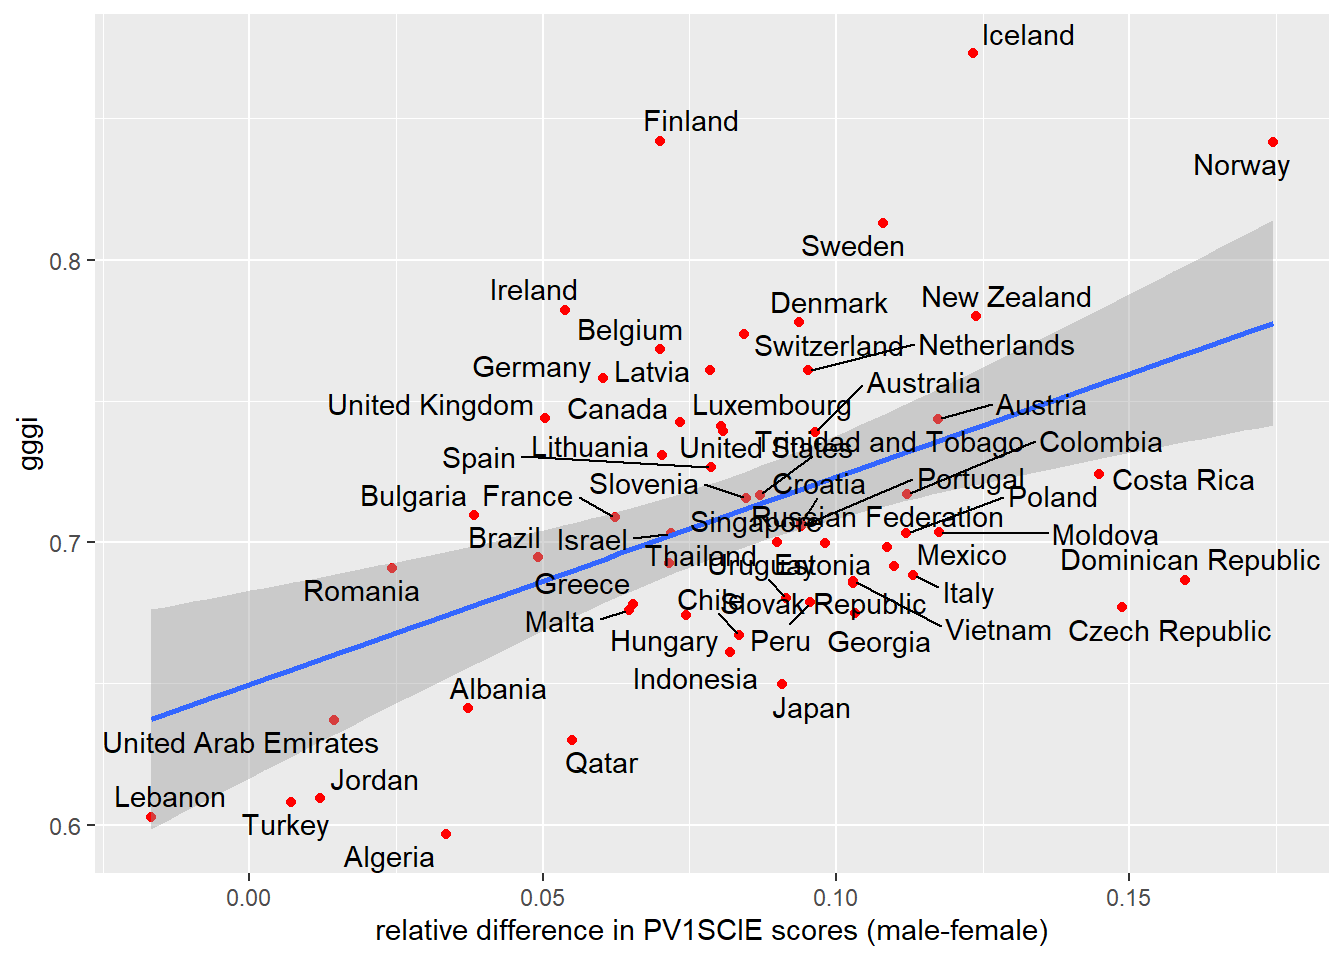 Iceland
Finland
Norway
Sweden
Ireland
Denmark
New Zealand
Belgium
Switzerland
Netherlands
Germany
Latvia
Australia
United Kingdom
Canada
Luxembourg
Austria
Lithuania
United States
Trinidad and Tobago
Colombia
Spain
Slovenia
Croatia
Portugal
Costa Rica
Bulgaria
France
Poland
Singapore
Russian Federation
Brazil
Israel
Moldova
Thailand
Mexico
Dominican Republic
Uruguay
Estonia
Romania
Greece
Italy
Chile
Slovak Republic
Malta
Hungary
Peru
Georgia
Vietnam
Czech Republic
Indonesia
Albania
Japan
United Arab Emirates
Qatar
Jordan
Lebanon
Turkey
Algeria
0.8
0.7
0.6
gggi
0.00
0.05
0.10
0.15
relative difference in PV1SCIE scores (male-female)